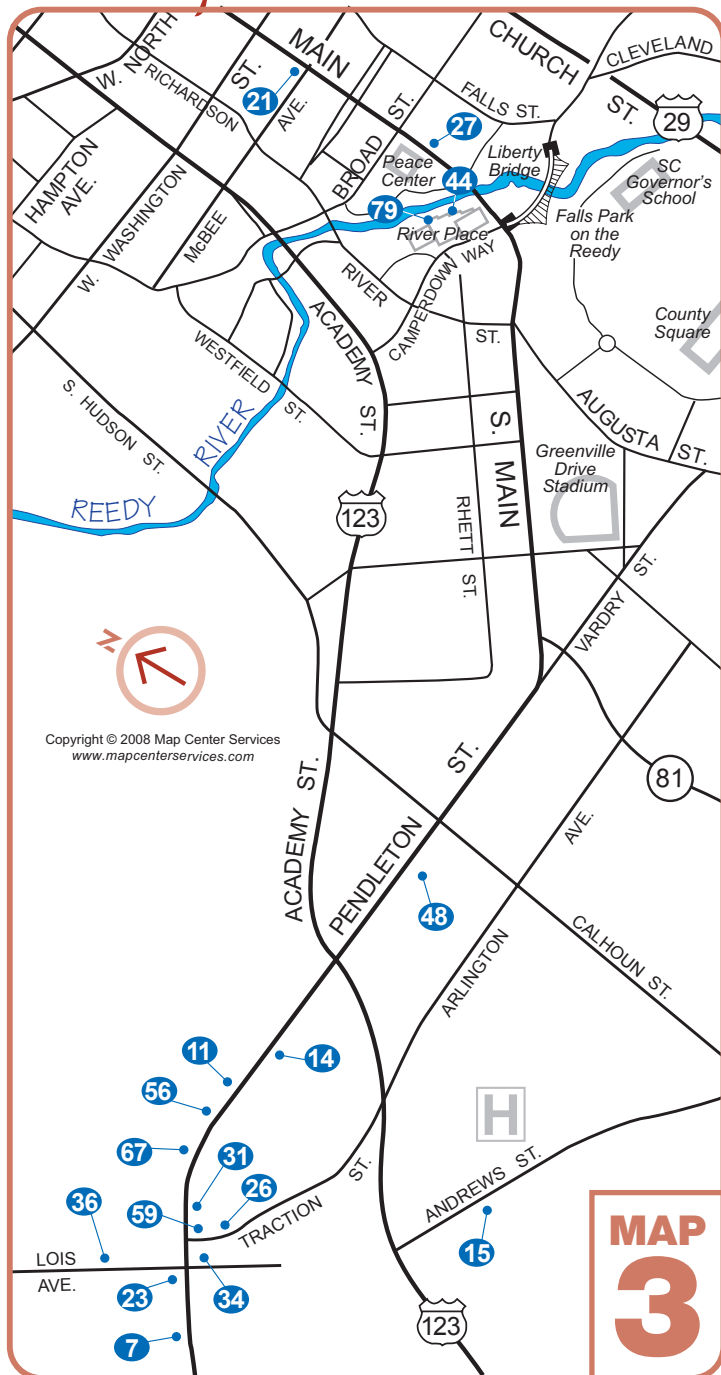 W. NORTH
ST.
RICHARDSON
AVE.
MAIN
CHURCH
ST.
CLEVELAND
FALLS ST.
29
21
27
BROAD ST.
Peace
Center
Liberty
Bridge
SC
Governor's
School
HAMPTON
AVE.
W. WASHINGTON
McBEE
44
79
River Place
Falls Park
on the
Reedy
CAMPERDOWN WAY
RIVER
ST.
County
Square
ACADEMY
ST.
WESTFIELD
ST.
S. HUDSON ST.
AUGUSTA ST.
REEDY
RIVER
S.
MAIN
Greenville
Drive
Stadium
123
RHETT
ST.
VARDRY
ST.
N
Copyright © 2008 Map Center Services
www.mapcenterservices.com
81
ACADEMY ST.
PENDLETON
ST.
AVE.
ARLINGTON
48
CALHOUN ST.
11
14
56
H
67
31
26
59
TRACTION
ST.
ANDREWS ST.
36
15
LOIS
AVE.
23
34
7
123
MAP
3